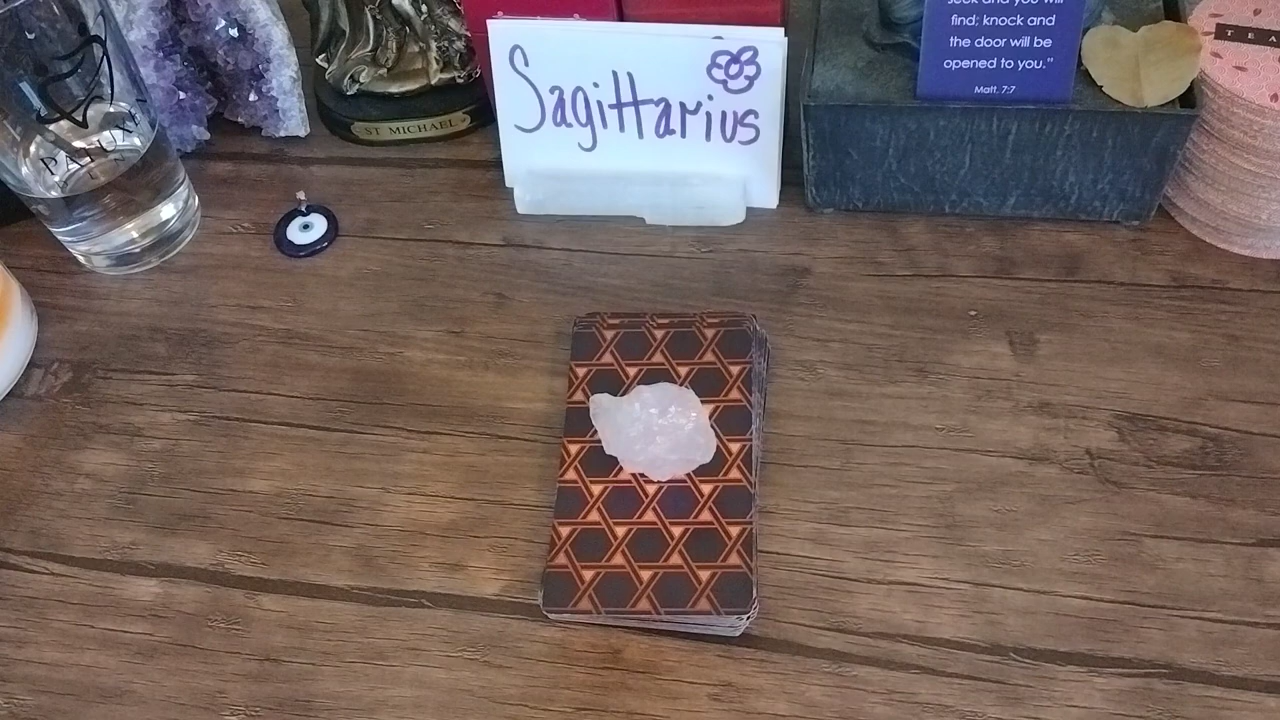 seek and you will
find; knock and
the door will be
opened to you."
Matt. 7:7
Sagittarius
ST MICHAEL
TEA